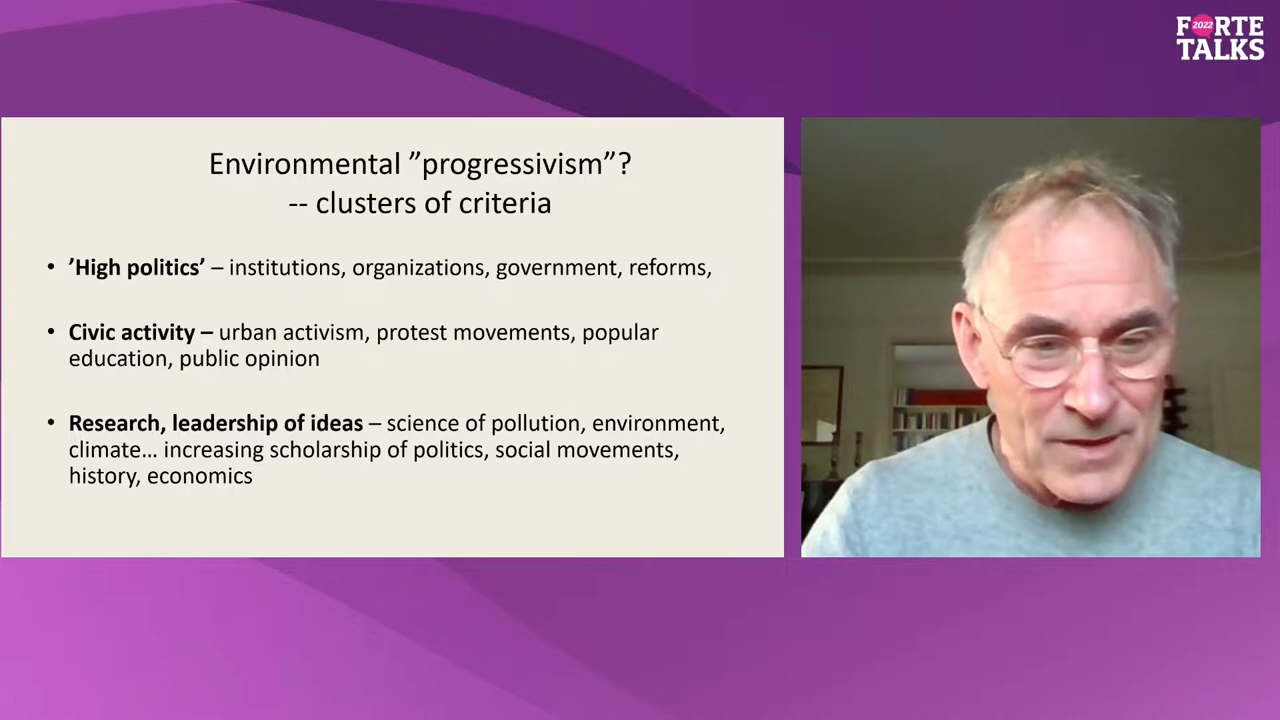 FORTE
2022
TALKS
Environmental ”progressivism”?
-- clusters of criteria
• ’High politics’ – institutions, organizations, government, reforms,
• Civic activity – urban activism, protest movements, popular
education, public opinion
• Research, leadership of ideas – science of pollution, environment,
climate… increasing scholarship of politics, social movements,
history, economics